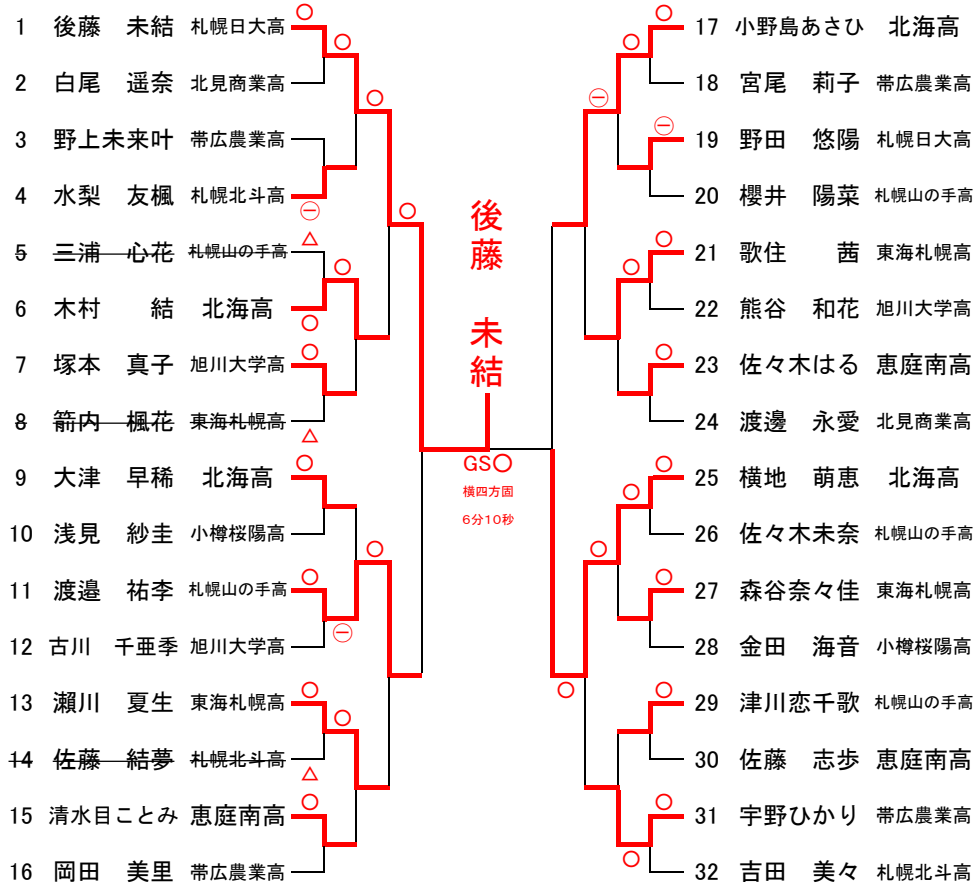 1 後藤 未結 札幌日大高
2 白尾 遥奈 北見商業高
3 野上未来叶 帯広農業高
4 水梨 友楓 札幌北斗高
5 三浦 心花 札幌山の手高
6 木村 結 北海高
7 塚本 真子 旭川大学高
8 箭内 楓花 東海札幌高
9 大津 早稀 北海高
10 浅見 紗圭 小樽桜陽高
11 渡邉 祐李 札幌山の手高
12 古川 千亜季 旭川大学高
13 瀬川 夏生 東海札幌高
14 佐藤 結夢 札幌北斗高
15 清水目ことみ 恵庭南高
16 岡田 美里 帯広農業高
後藤 未結
GS○
横四方固
6分10秒
17 小野島あさひ 北海高
18 宮尾 莉子 帯広農業高
19 野田 悠陽 札幌日大高
20 櫻井 陽菜 札幌山の手高
21 歌住 茜 東海札幌高
22 熊谷 和花 旭川大学高
23 佐々木はる 恵庭南高
24 渡邊 永愛 北見商業高
25 横地 萌恵 北海高
26 佐々木未奈 札幌山の手高
27 森谷奈々佳 東海札幌高
28 金田 海音 小樽桜陽高
29 津川恋千歌 札幌山の手高
30 佐藤 志歩 恵庭南高
31 宇野ひかり 帯広農業高
32 吉田 美々 札幌北斗高